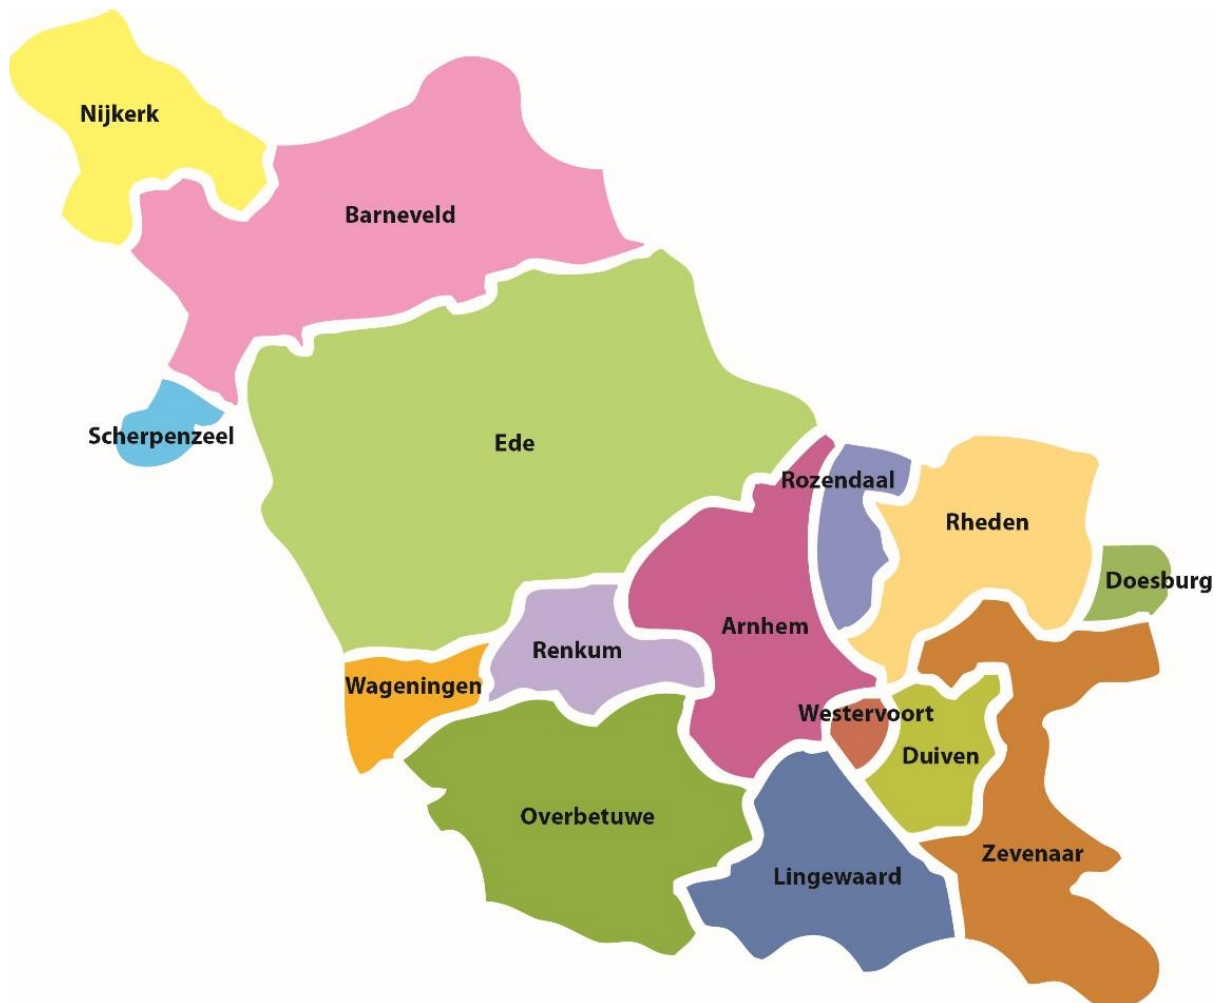 Nijkerk
Barneveld
Scherpenzeel
Ede
Rozendaal
Rheden
Doesburg
Arnhem
Renkum
Wageningen
Westervoort
Duiven
Overbetuwe
Zevenaar
Lingewaard